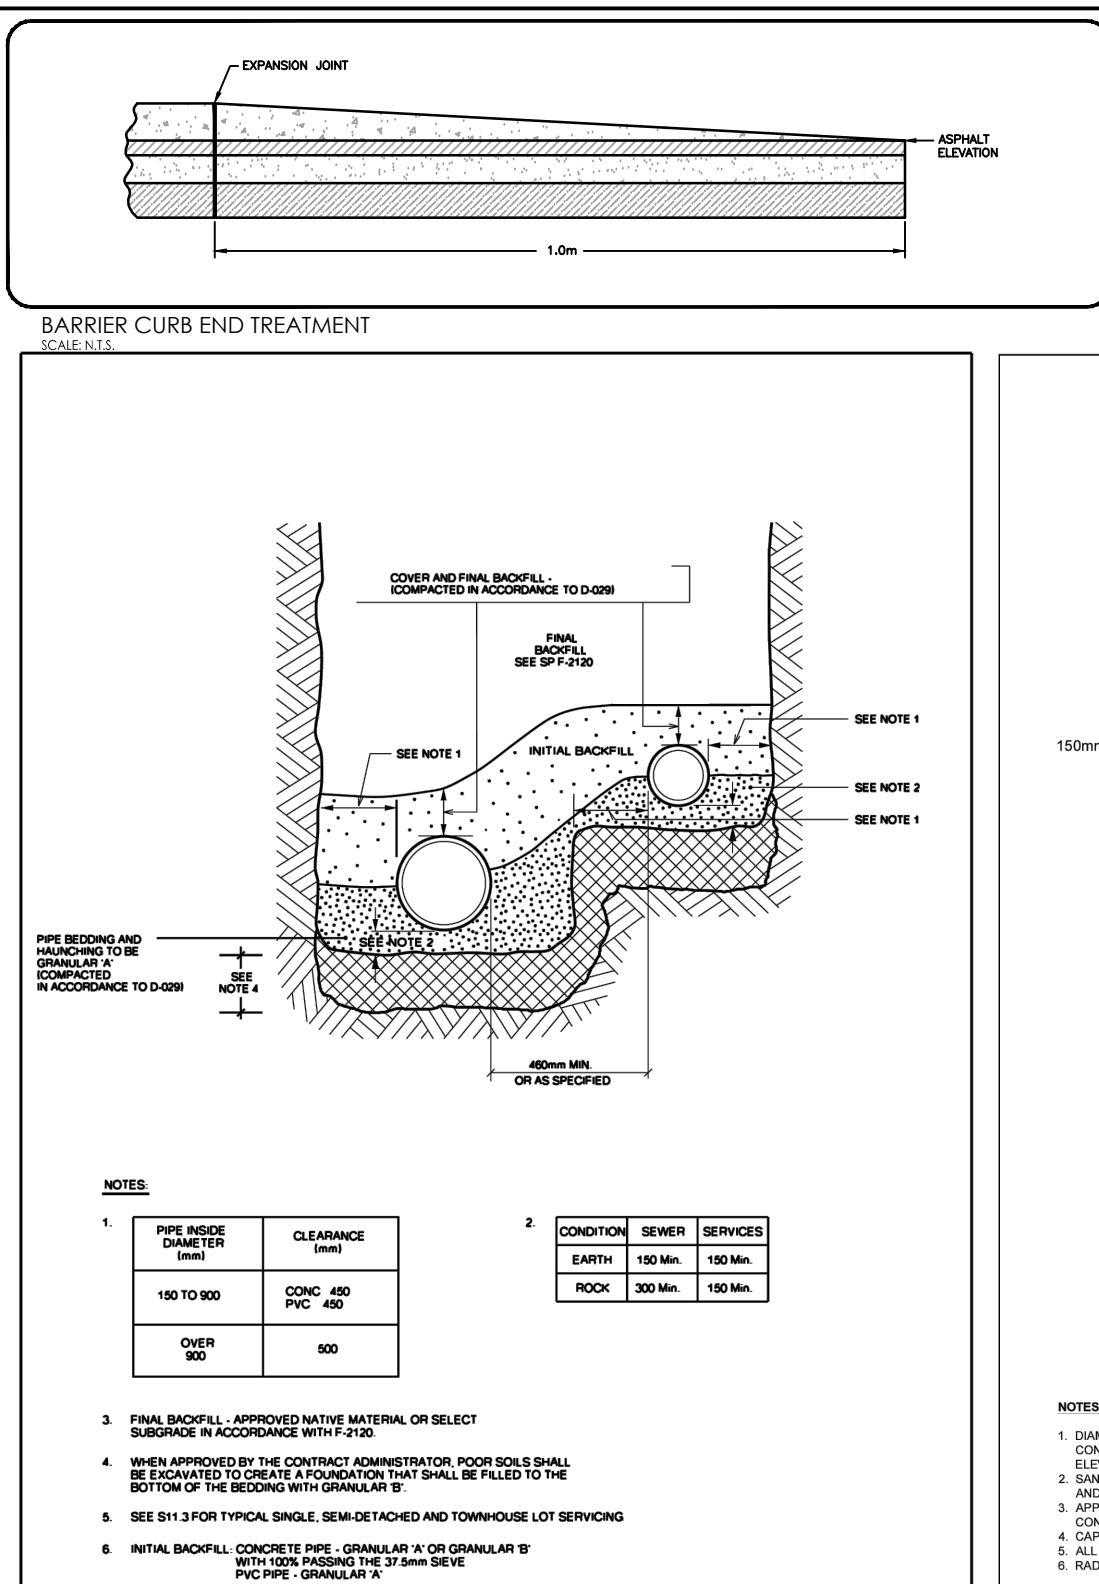 EXPANSION JOINT
ASPHALT
ELEVATION
1.0m
BARRIER CURB END TREATMENT
SCALE: N.T.S.
COVER AND FINAL BACKFILL -
(COMPACTED IN ACCORDANCE TO D-029)
FINAL
BACKFILL
SEE SP F-2120
SEE NOTE 1
SEE NOTE 1
INITIAL BACKFILL
SEE NOTE 2
SEE NOTE 1
150mm
PIPE BEDDING AND
HAUNCHING TO BE
GRANULAR 'A'
(COMPACTED
IN ACCORDANCE TO D-029)
SEE NOTE 2
SEE
NOTE 4
460mm MIN.
OR AS SPECIFIED
NOTES:
1.
PIPE INSIDE
DIAMETER
(mm)
CLEARANCE
(mm)
150 TO 900
CONC 450
PVC 450
OVER
900
500
2.
CONDITION SEWER SERVICES
EARTH 150 Min. 150 Min.
ROCK 300 Min. 150 Min.
3. FINAL BACKFILL - APPROVED NATIVE MATERIAL OR SELECT
SUBGRADE IN ACCORDANCE WITH F-2120.
4. WHEN APPROVED BY THE CONTRACT ADMINISTRATOR, POOR SOILS SHALL
BE EXCAVATED TO CREATE A FOUNDATION THAT SHALL BE FILLED TO THE
BOTTOM OF THE BEDDING WITH GRANULAR 'B'.
5. SEE S11.3 FOR TYPICAL SINGLE, SEMI-DETACHED AND TOWNHOUSE LOT SERVICING
6. INITIAL BACKFILL: CONCRETE PIPE - GRANULAR 'A' OR GRANULAR 'B'
WITH 100% PASSING THE 37.5mm SIEVE
PVC PIPE - GRANULAR 'A'
NOTES
1. DIAM
CON
ELEV
2. SAN
AND
3. APP
CON
4. CAP
5. ALL
6. RAD